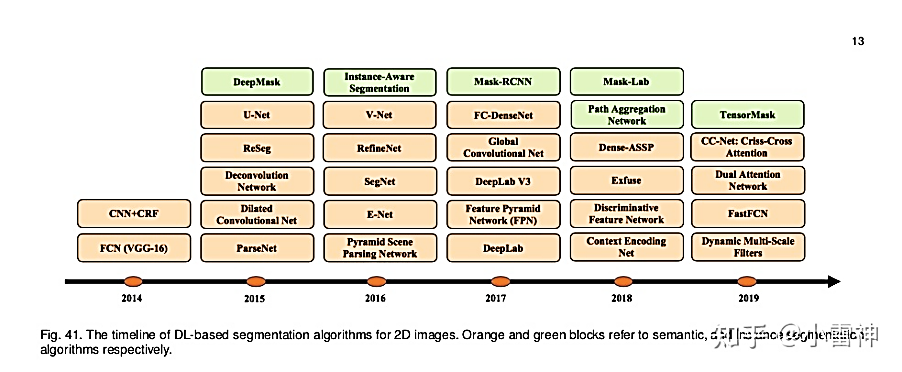 13
DeepMask
Instance-Aware
Segmentation
Mask-RCNN
Mask-Lab
U-Net
V-Net
FC-DenseNet
Path Aggregation
Network
TensorMask
ReSeg
RefineNet
Global
Convolutional Net
Dense-ASSP
CC-Net: Criss-Cross
Attention
Deconvolution
Network
SegNet
DeepLab V3
Exfuse
Dual Attention
Network
CNN+CRF
Dilated
Convolutional Net
E-Net
Feature Pyramid
Network (FPN)
Discriminative
Feature Network
FastFCN
FCN (VGG-16)
ParseNet
Pyramid Scene
Parsing Network
DeepLab
Context Encoding
Net
Dynamic Multi-Scale
Filters
2014
2015
2016
2017
2018
2019
Fig. 41. The timeline of DL-based segmentation algorithms for 2D images. Orange and green blocks refer to semantic, and instance segmentation
algorithms respectively.
知乎 @小雷神